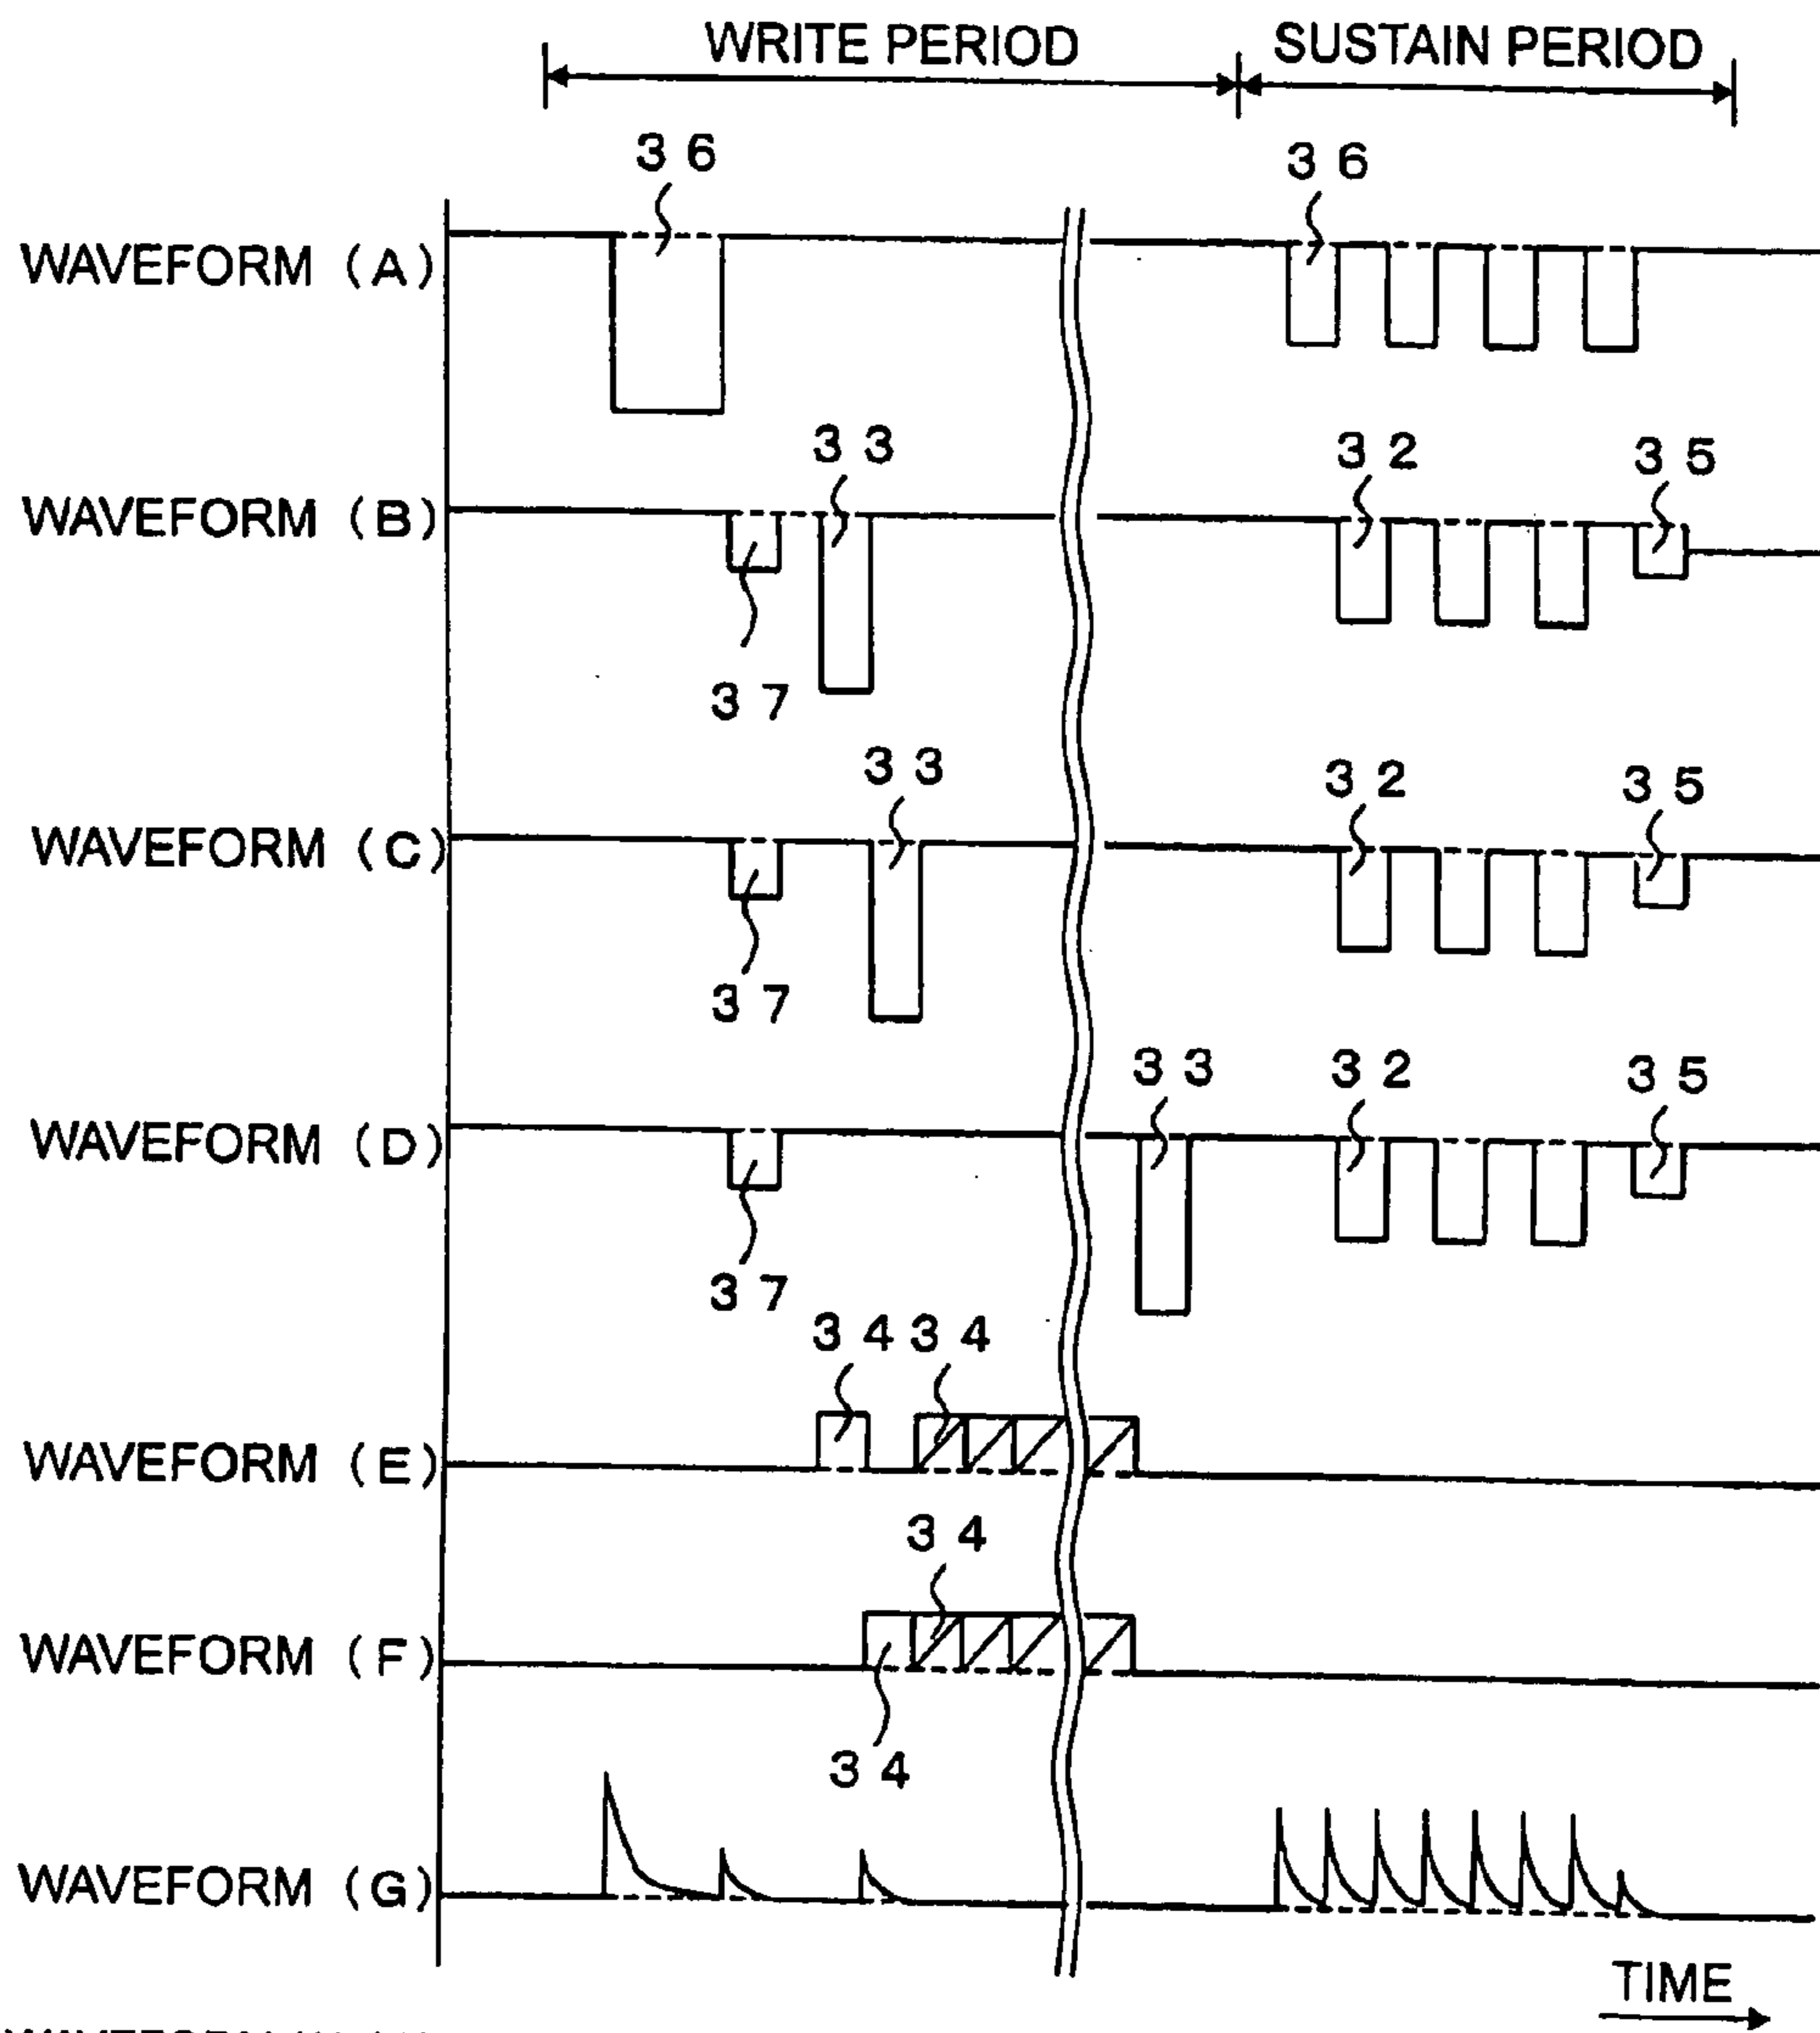 WRITE PERIOD SUSTAIN PERIOD
36 36
WAVEFORM (A)
33 32 35
WAVEFORM (B)
37
33 32 35
WAVEFORM (C)
37
33 32 35
WAVEFORM (D)
37
34 34
WAVEFORM (E)
34
WAVEFORM (F)
34
WAVEFORM (G)
TIME